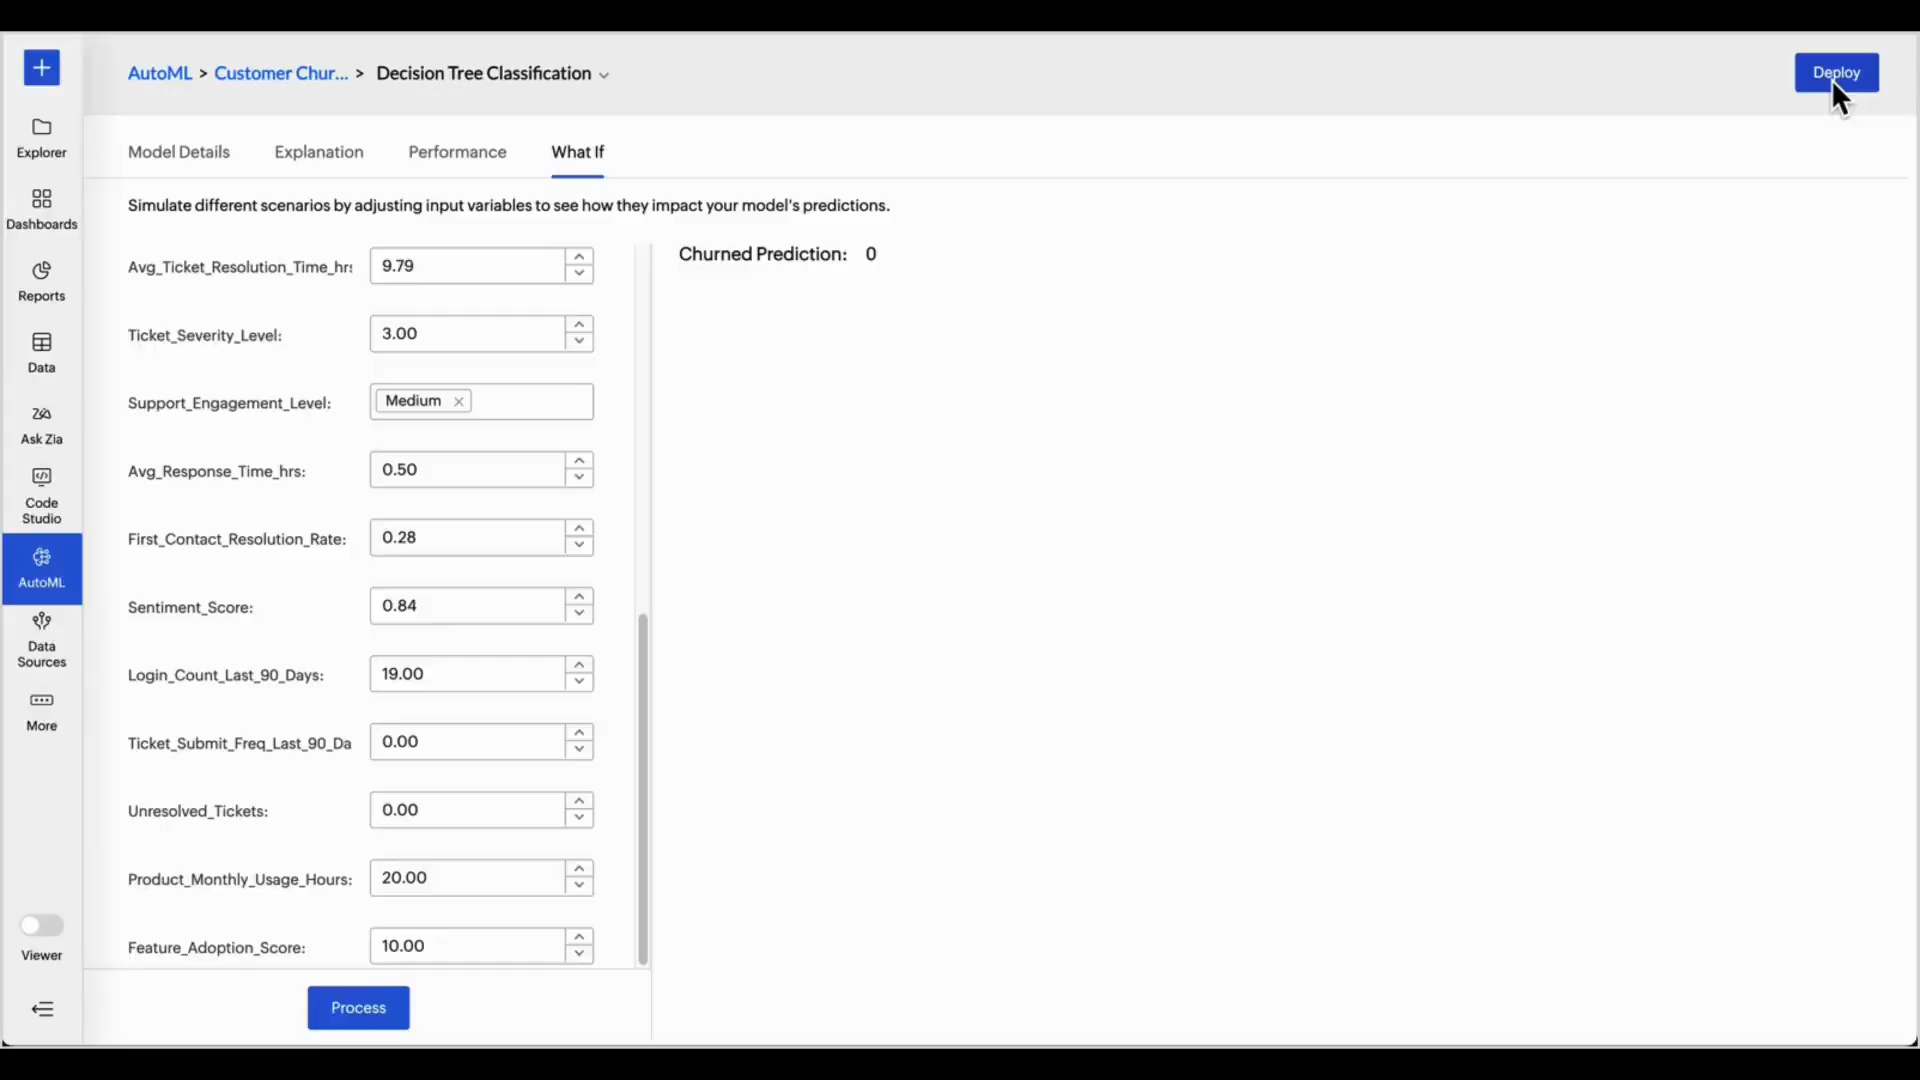 AutoML > Customer Chur... > Decision Tree Classification
Deploy
Explorer
Dashboards
Reports
Data
Ask Zia
Code
Studio
AutoML
Data
Sources
More
Viewer
Model Details Explanation Performance What If
Simulate different scenarios by adjusting input variables to see how they impact your model's predictions.
Avg_Ticket_Resolution_Time_hrs 9.79
Ticket_Severity_Level: 3.00
Support_Engagement_Level: Medium
Avg_Response_Time_hrs: 0.50
First_Contact_Resolution_Rate: 0.28
Sentiment_Score: 0.84
Login_Count_Last_90_Days: 19.00
Ticket_Submit_Freq_Last_90_Da 0.00
Unresolved_Tickets: 0.00
Product_Monthly_Usage_Hours: 20.00
Feature_Adoption_Score: 10.00
Process
Churned Prediction: 0